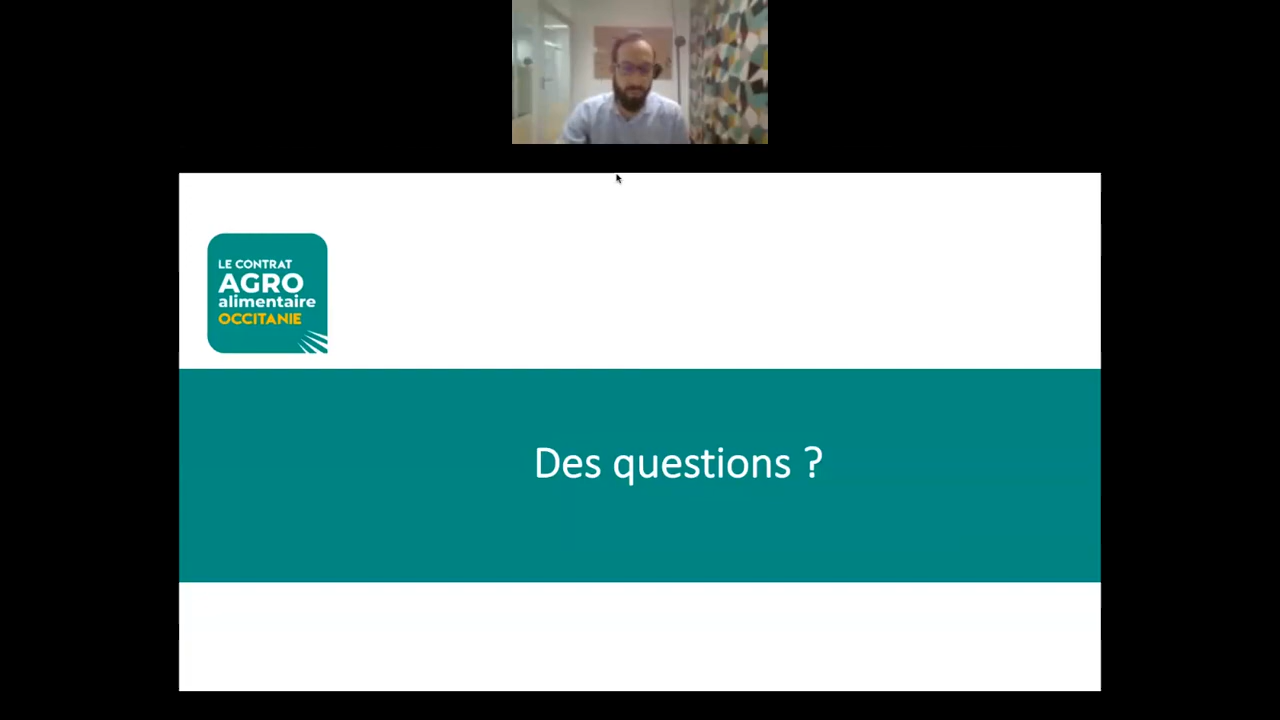 LE CONTRAT
AGRO
alimentaire
OCCITANIE
Des questions ?